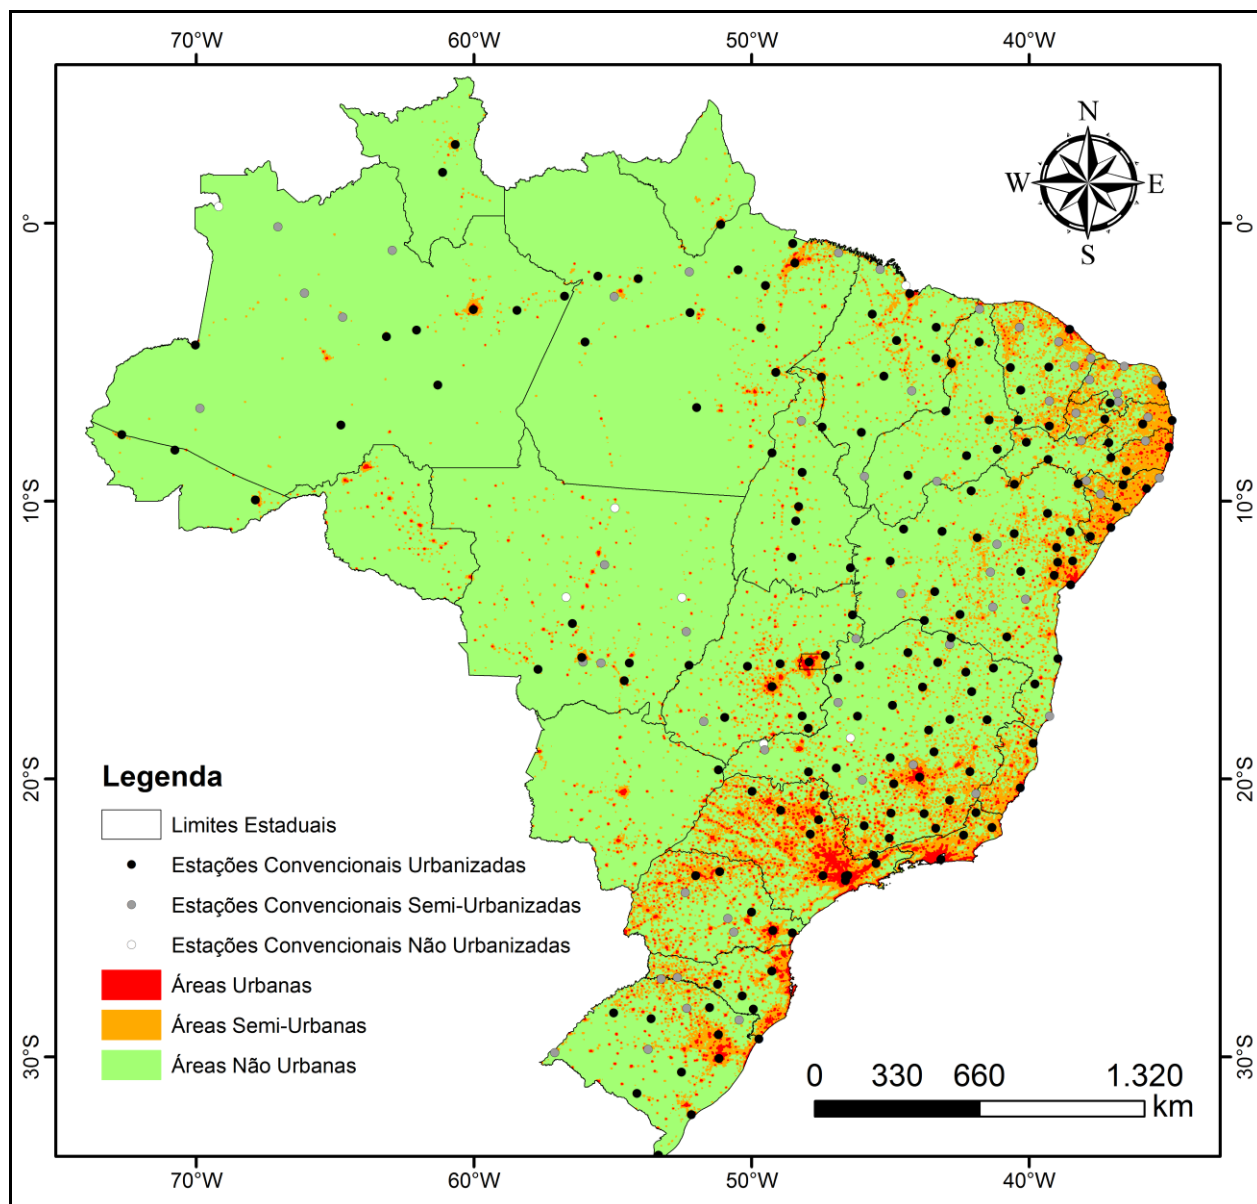 70°W 60°W 50°W 40°W
N
W E
S
0° 0°
10°S 10°S
20°S 20°S
30°S 30°S
Legenda
Limites Estaduais
Estações Convencionais Urbanizadas
Estações Convencionais Semi-Urbanizadas
Estações Convencionais Não Urbanizadas
Áreas Urbanas
Áreas Semi-Urbanas
Áreas Não Urbanas
0 330 660 1.320
km
70°W 60°W 50°W 40°W